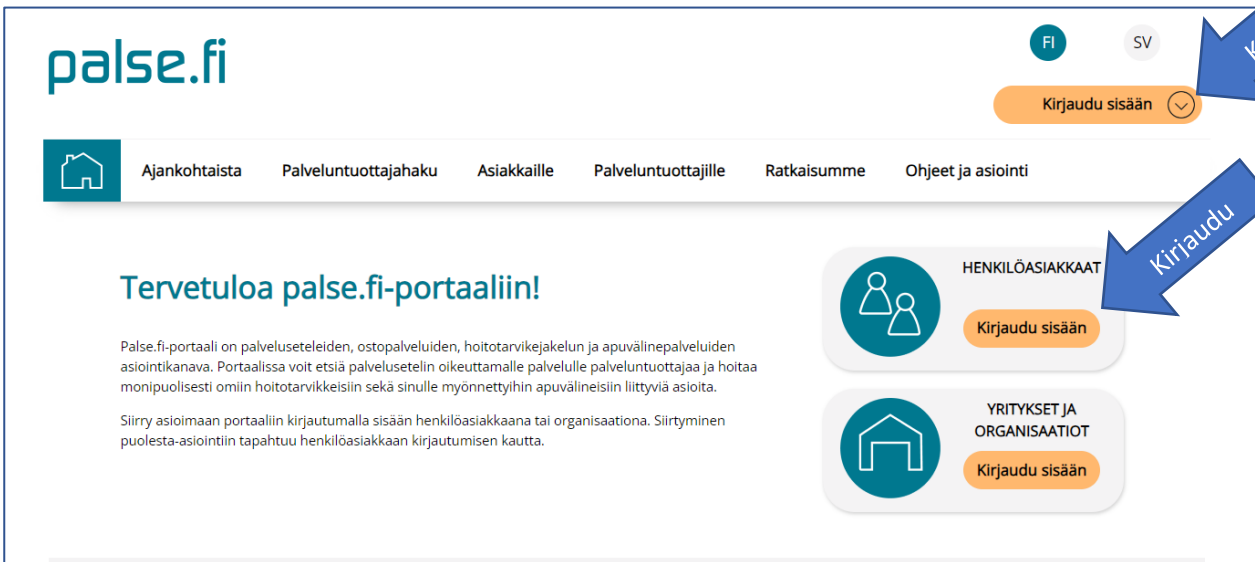 palse.fi
FI
SV
Kirjaudu sisään
Ajankohtaista
Palveluntuottajahaku
Asiakkaille
Palveluntuottajille
Ratkaisumme
Ohjeet ja asiointi
Kirjaudu
Tervetuloa palse.fi-portaaliin!
Palse.fi-portaali on palveluseteleiden, ostopalveluiden, hoitotarvikejakelun ja apuvälinepalveluiden
asiointikanava. Portaalissa voit etsiä palvelusetelin oikeuttamalle palvelulle palveluntuottajaa ja hoitaa
monipuolisesti omiin hoitotarvikkeisiin sekä sinulle myönnettyihin apuvälineisiin liittyviä asioita.
Siirry asioimaan portaaliin kirjautumalla sisään henkilöasiakkaana tai organisaationa. Siirtyminen
puolesta-asiointiin tapahtuu henkilöasiakkaan kirjautumisen kautta.
HENKILÖASIAKKAAT
Kirjaudu sisään
YRITYKSET JA
ORGANISAATIOT
Kirjaudu sisään